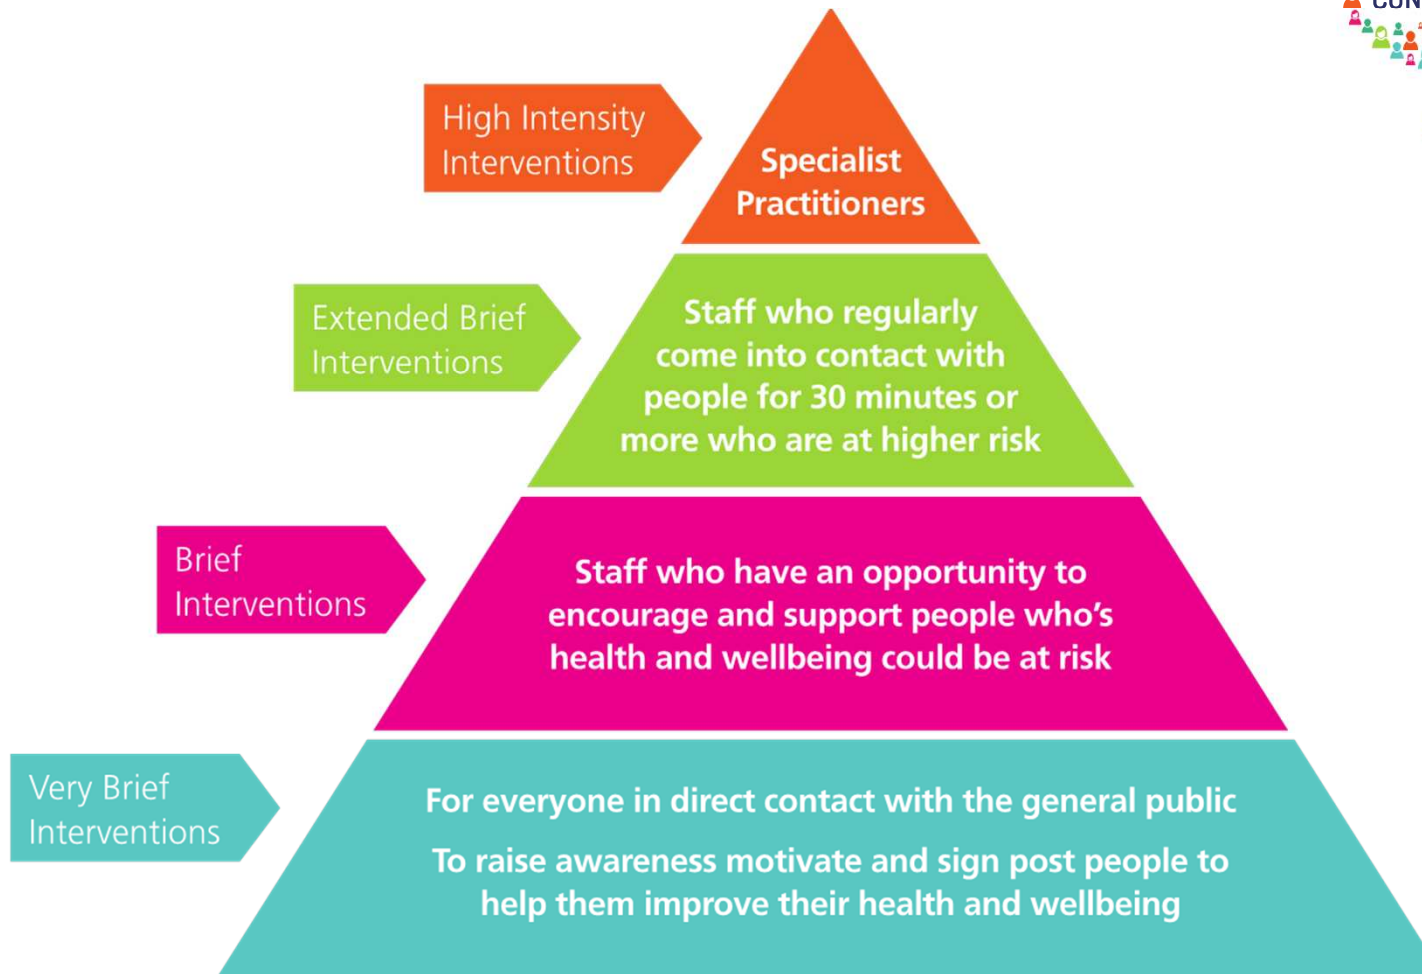 High Intensity
Interventions
Specialist
Practitioners
Extended Brief
Interventions
Staff who regularly
come into contact with
people for 30 minutes or
more who are at higher risk
Brief
Interventions
Staff who have an opportunity to
encourage and support people who's
health and wellbeing could be at risk
Very Brief
Interventions
For everyone in direct contact with the general public
To raise awareness motivate and sign post people to
help them improve their health and wellbeing